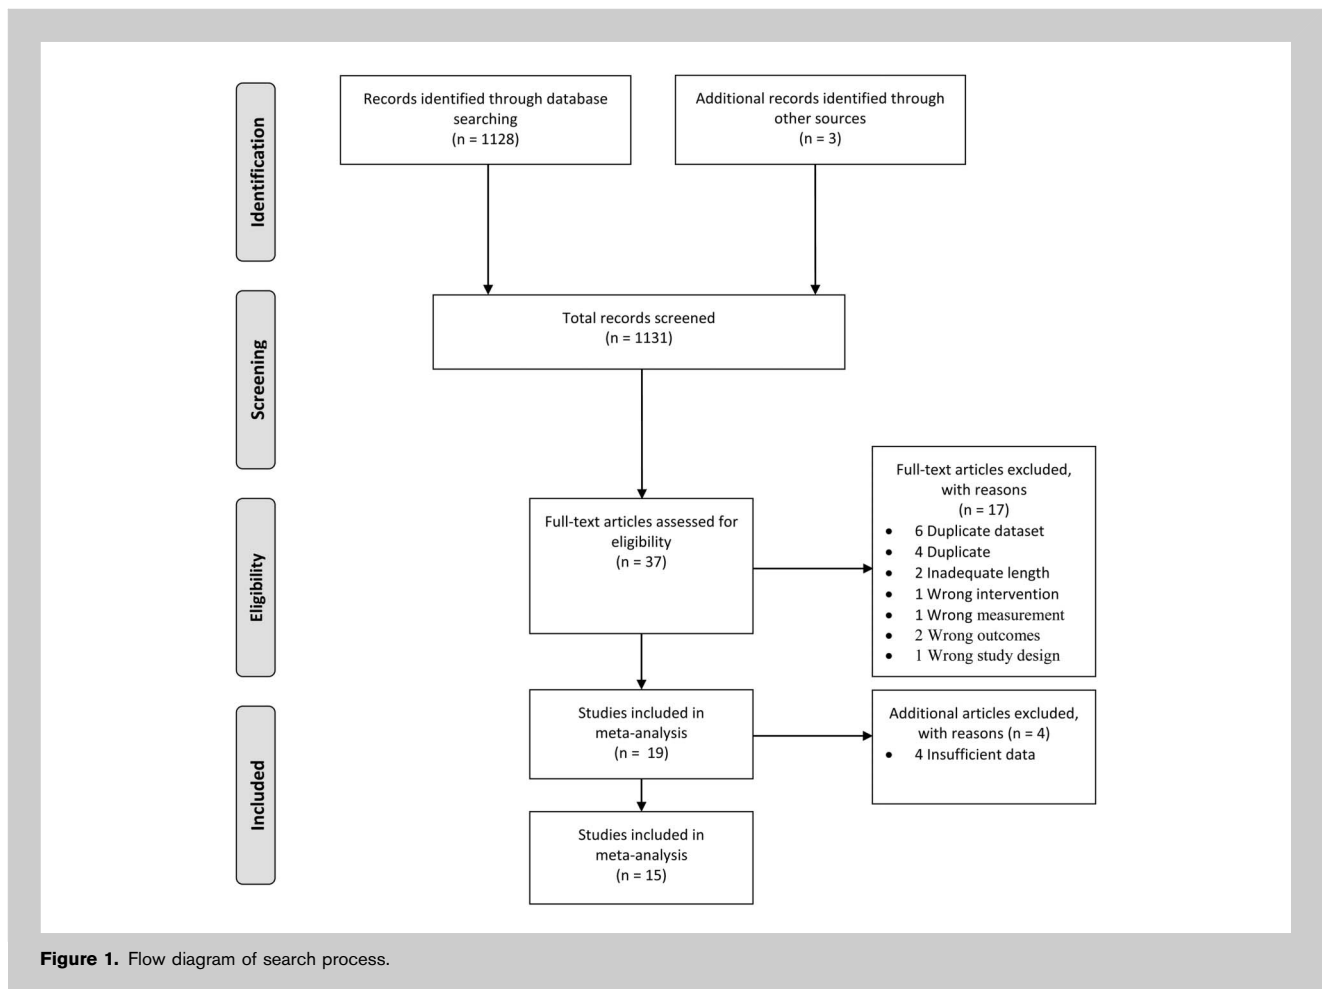 Identification
Records identified through database
searching
(n = 1128)
Additional records identified through
other sources
(n = 3)
Screening
Total records screened
(n = 1131)
Eligibility
Full-text articles assessed for
eligibility
(n = 37)
Full-text articles excluded,
with reasons
(n = 17)
• 6 Duplicate dataset
• 4 Duplicate
• 2 Inadequate length
• 1 Wrong intervention
• 1 Wrong measurement
• 2 Wrong outcomes
• 1 Wrong study design
Included
Studies included in
meta-analysis
(n = 19)
Additional articles excluded,
with reasons (n = 4)
• 4 Insufficient data
Studies included in
meta-analysis
(n = 15)
Figure 1. Flow diagram of search process.